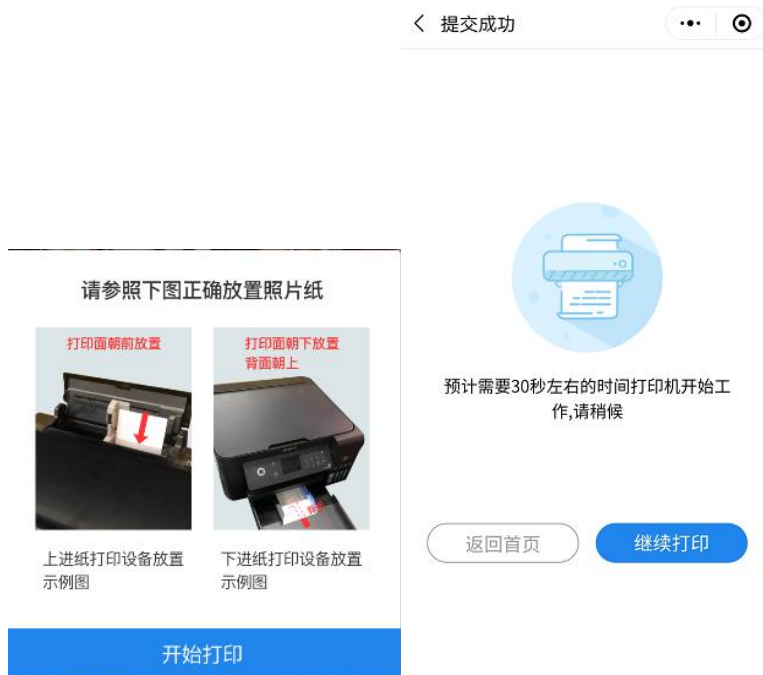 提交成功
请参照下图正确放置照片纸
打印面朝前放置
打印面朝下放置
背面朝上
上进纸打印设备放置
示例图
下进纸打印设备放置
示例图
开始打印
预计需要30秒左右的时间打印机开始工
作,请稍候
返回首页
继续打印